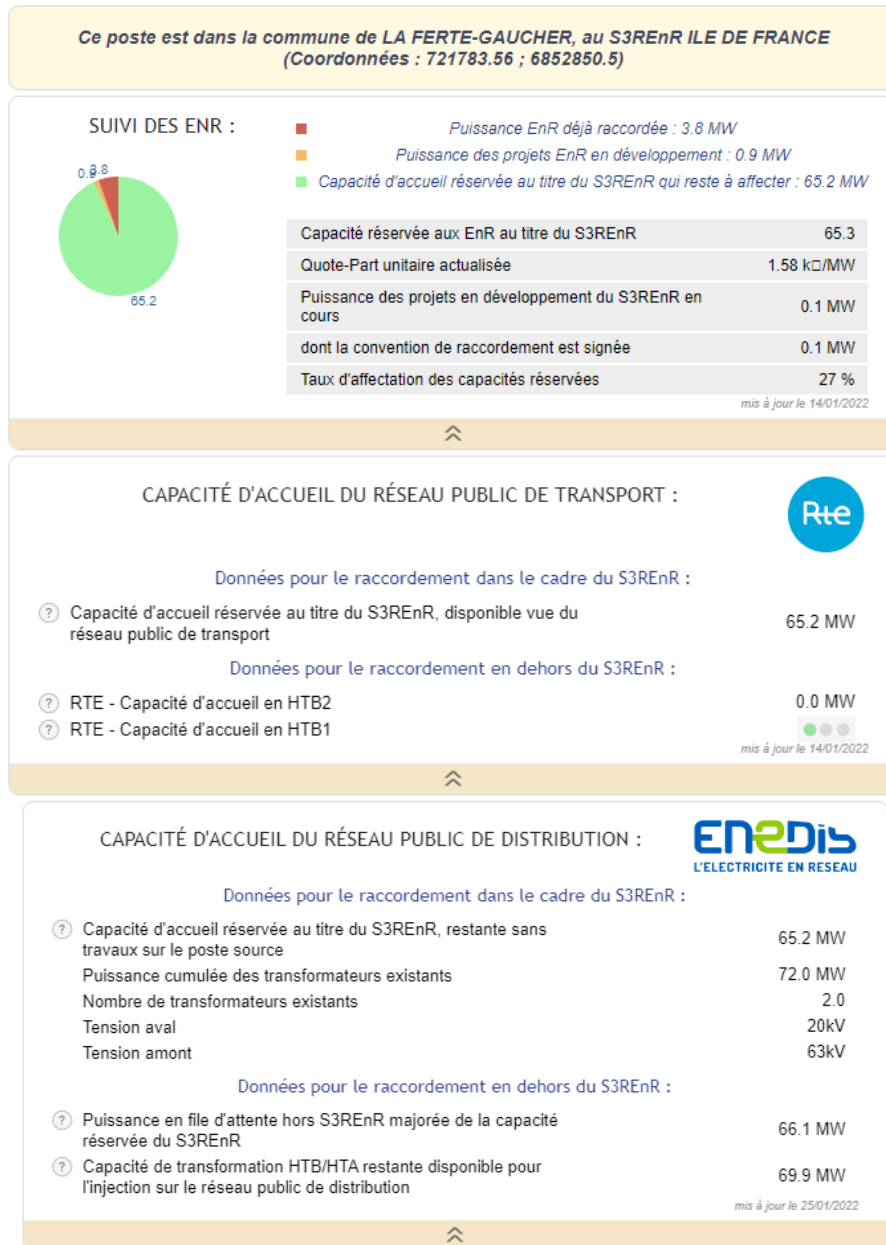 Ce poste est dans la commune de LA FERTE-GAUCHER, au S3REnR ILE DE FRANCE
(Coordonnées : 721783.56 ; 6852850.5)
SUIVI DES ENR :
Puissance EnR déjà raccordée : 3.8 MW
Puissance des projets EnR en développement : 0.9 MW
Capacité d'accueil réservée au titre du S3REnR qui reste à affecter : 65.2 MW
0.9
3.8
65.2
Capacité réservée aux EnR au titre du S3REnR 65.3
Quote-Part unitaire actualisée 1.58 k□/MW
Puissance des projets en développement du S3REnR en
cours 0.1 MW
dont la convention de raccordement est signée 0.1 MW
Taux d'affectation des capacités réservées 27 %
mis à jour le 14/01/2022
CAPACITÉ D'ACCUEIL DU RÉSEAU PUBLIC DE TRANSPORT :
Rte
Données pour le raccordement dans le cadre du S3REnR :
? Capacité d'accueil réservée au titre du S3REnR, disponible vue du
réseau public de transport 65.2 MW
Données pour le raccordement en dehors du S3REnR :
? RTE - Capacité d'accueil en HTB2 0.0 MW
? RTE - Capacité d'accueil en HTB1
mis à jour le 14/01/2022
CAPACITÉ D'ACCUEIL DU RÉSEAU PUBLIC DE DISTRIBUTION :
ENEDIS
L'ELECTRICITE EN RESEAU
Données pour le raccordement dans le cadre du S3REnR :
? Capacité d'accueil réservée au titre du S3REnR, restante sans
travaux sur le poste source 65.2 MW
Puissance cumulée des transformateurs existants 72.0 MW
Nombre de transformateurs existants 2.0
Tension aval 20kV
Tension amont 63kV
Données pour le raccordement en dehors du S3REnR :
? Puissance en file d'attente hors S3REnR majorée de la capacité
réservée du S3REnR 66.1 MW
? Capacité de transformation HTB/HTA restante disponible pour
l'injection sur le réseau public de distribution 69.9 MW
mis à jour le 25/01/2022